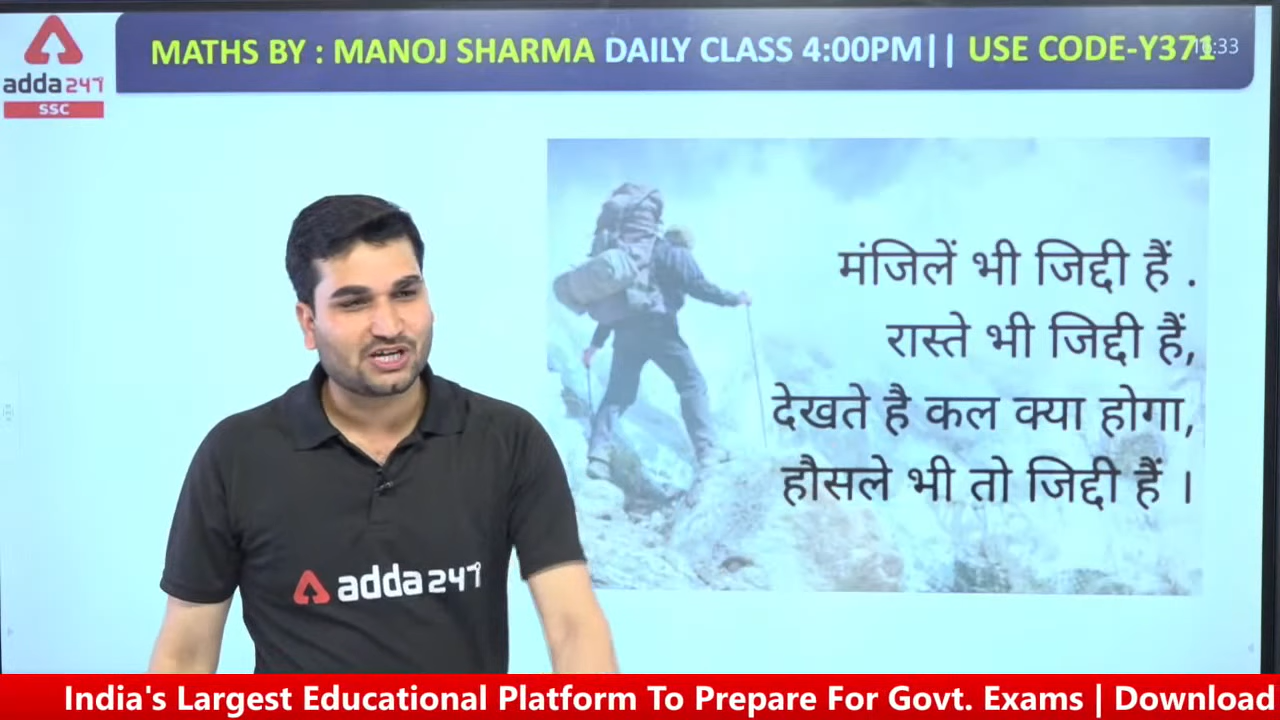 MATHS BY : MANOJ SHARMA DAILY CLASS 4:00PM|| USE CODE-Y371
adda247
SSC
मंजिलें भी जिद्दी हैं .
रास्ते भी जिद्दी हैं,
देखते है कल क्या होगा,
हौसले भी तो जिद्दी हैं ।
adda247
India's Largest Educational Platform To Prepare For Govt. Exams | Download